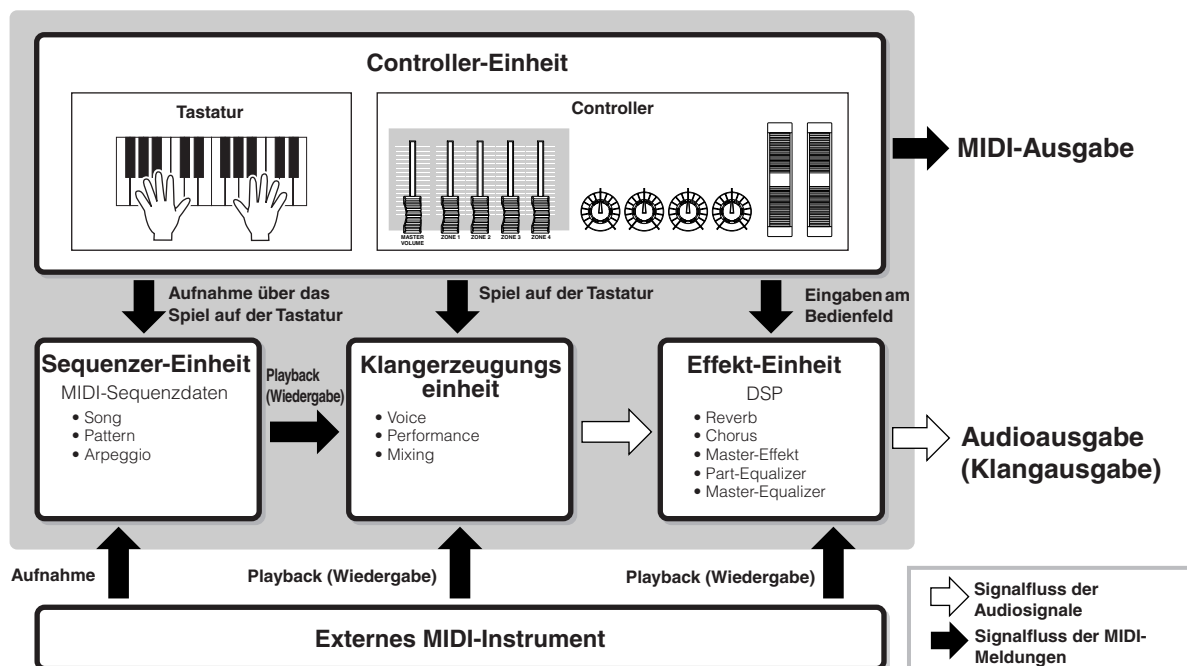 Controller-Einheit
Tastatur
Controller
MASTER
VOLUME
ZONE 1
ZONE 2
ZONE 3
ZONE 4
MIDI-Ausgabe
Aufnahme über das
Spiel auf der Tastatur
Spiel auf der Tastatur
Eingaben am
Bedienfeld
Sequenzer-Einheit
MIDI-Sequenzdaten
• Song
• Pattern
• Arpeggio
Playback
(Wiedergabe)
Klangerzeugungs
einheit
• Voice
• Performance
• Mixing
Effekt-Einheit
DSP
• Reverb
• Chorus
• Master-Effekt
• Part-Equalizer
• Master-Equalizer
Audioausgabe
(Klangausgabe)
Aufnahme
Playback (Wiedergabe)
Playback (Wiedergabe)
Externes MIDI-Instrument
Signalfluss der
Audiosignale
Signalfluss der MIDI-
Meldungen